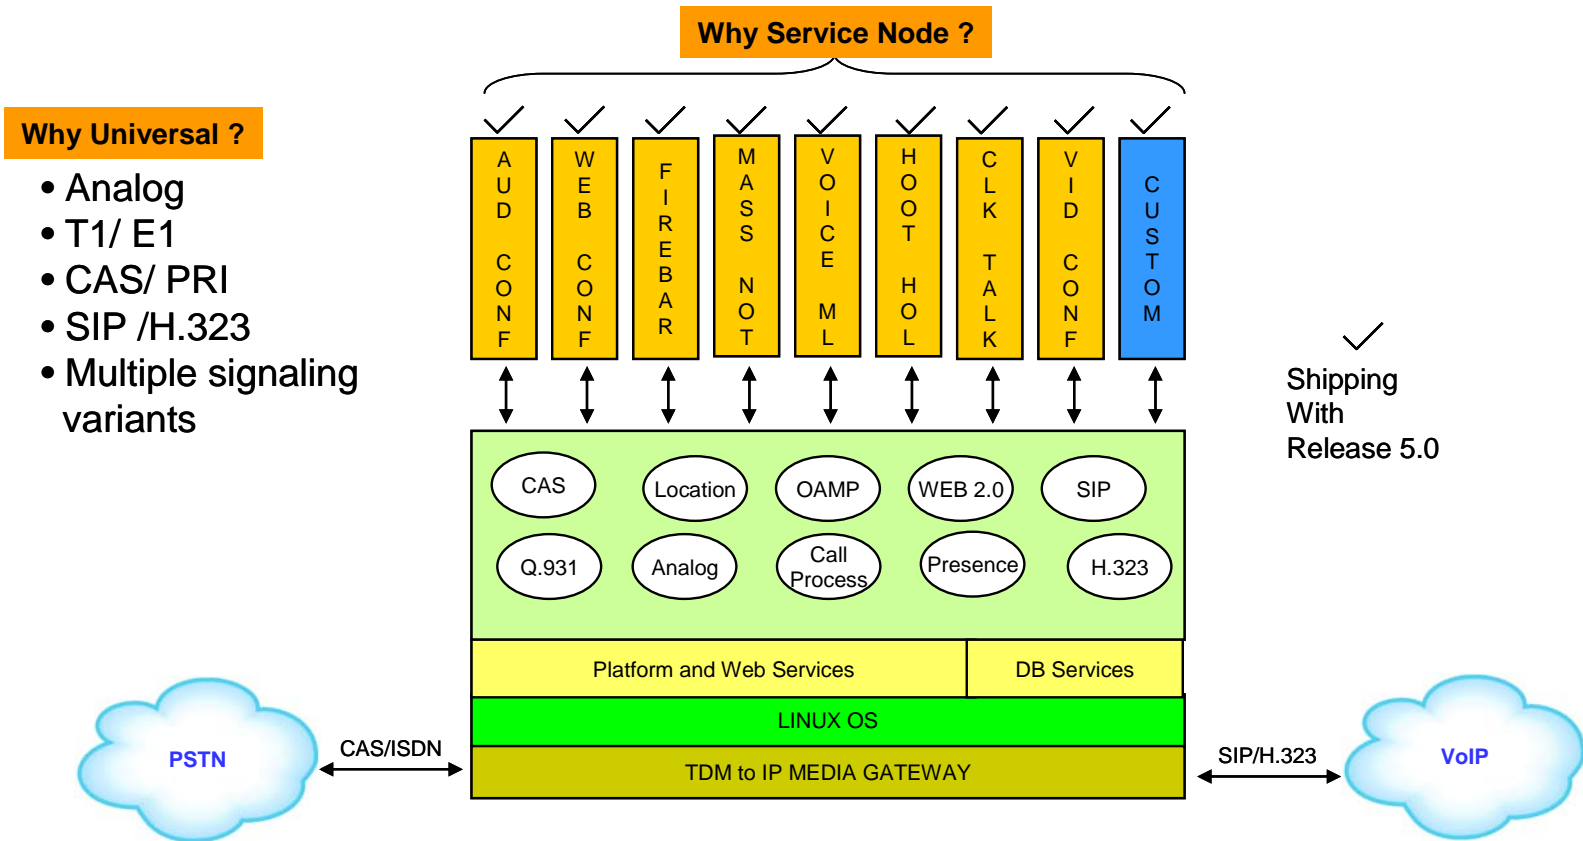 Why Service Node ?
Why Universal ?
• Analog
• T1/ E1
• CAS/ PRI
• SIP /H.323
• Multiple signaling
variants
AUD CONF
WEB CONF
FIREBAR
MASS NOT
VOICE ML
HOOT HOL
CLK TALK
VID CONF
CUSTOM
Shipping
With
Release 5.0
CAS
Location
OAMP
WEB 2.0
SIP
Q.931
Analog
Call
Process
Presence
H.323
Platform and Web Services
DB Services
LINUX OS
TDM to IP MEDIA GATEWAY
PSTN
CAS/ISDN
SIP/H.323
VoIP